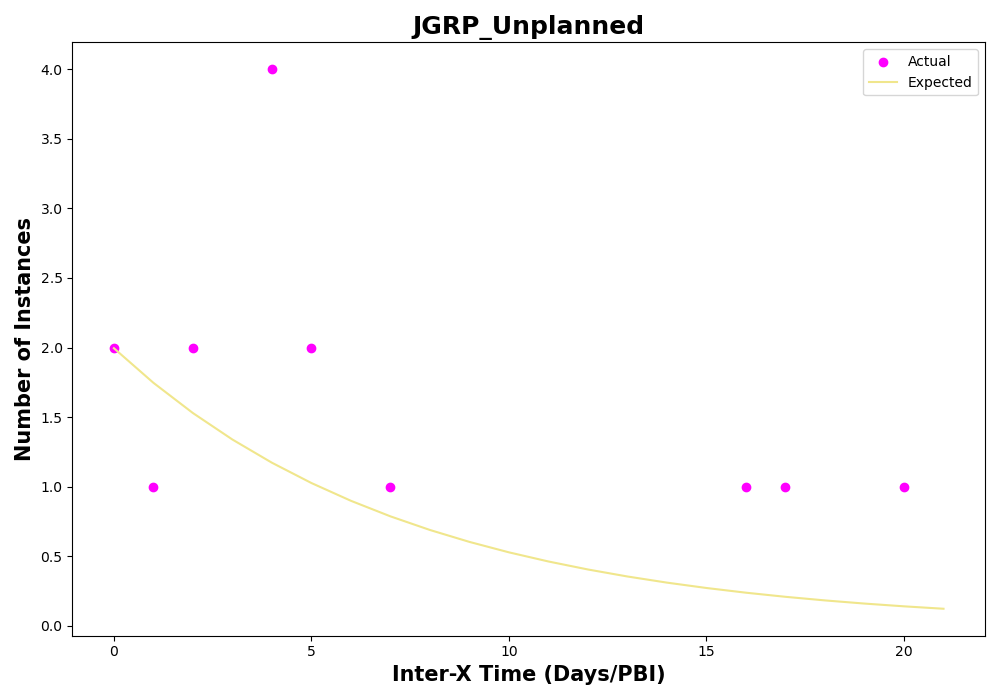 JGRP_Unplanned
Actual
Expected
Number of Instances
4.0
3.5
3.0
2.5
2.0
1.5
1.0
0.5
0.0
0 5 10 15 20
Inter-X Time (Days/PBI)